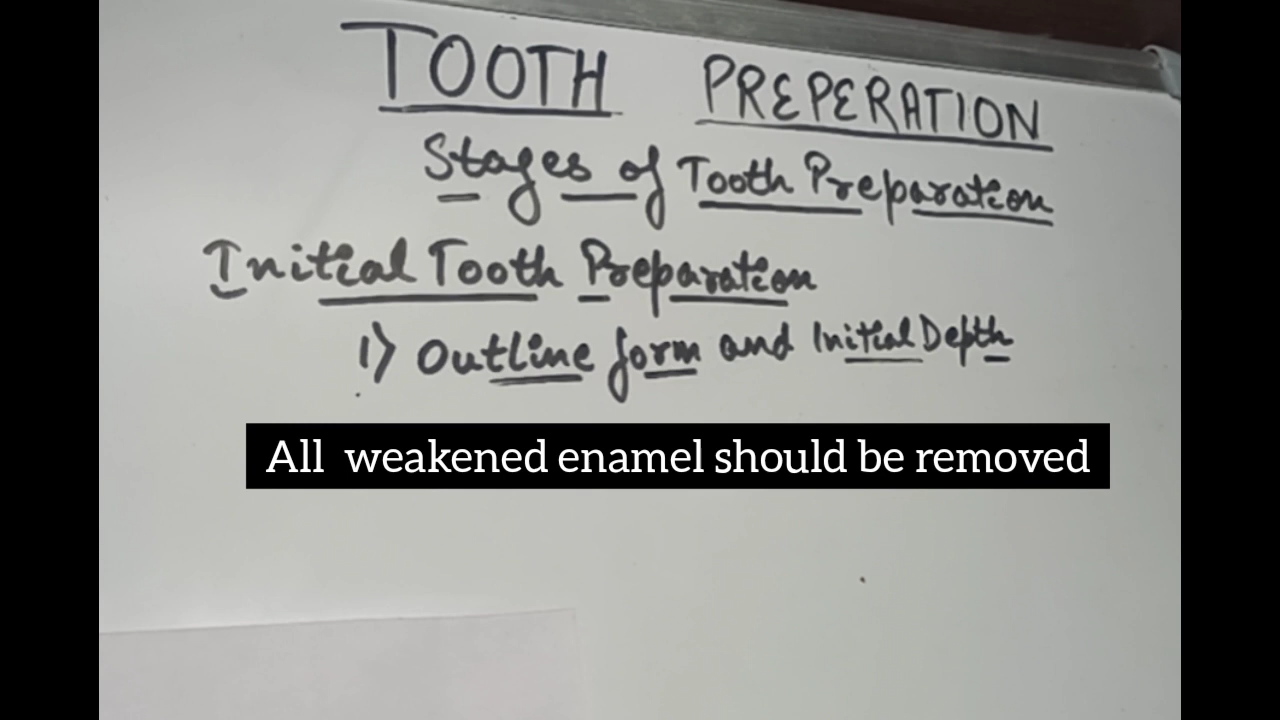 TOOTH PREPERATION
Stages of Tooth Preparation
Initial Tooth Preparation
1) Outline form and Initial Depth
All weakened enamel should be removed